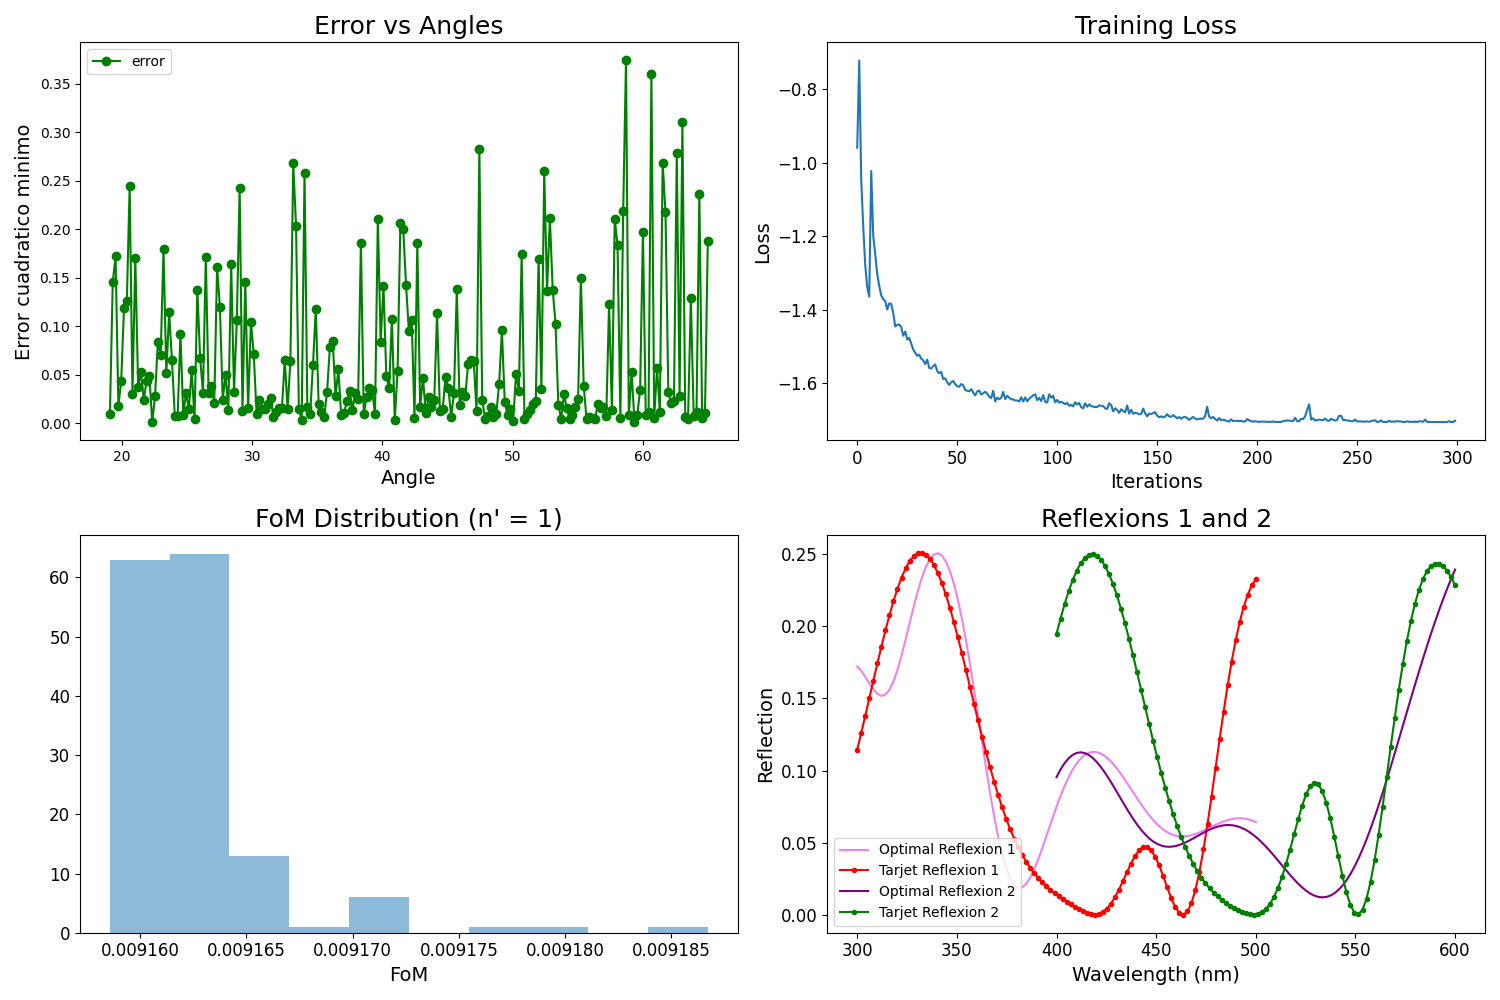 Error vs Angles
error
Error cuadratico minimo
0.35
0.30
0.25
0.20
0.15
0.10
0.05
0.00
20 30 40 50 60
Angle
Training Loss
Loss
−0.8
−1.0
−1.2
−1.4
−1.6
0 50 100 150 200 250 300
Iterations
FoM Distribution (n' = 1)
60
50
40
30
20
10
0
0.009160 0.009165 0.009170 0.009175 0.009180 0.009185
FoM
Reflexions 1 and 2
Reflection
0.25
0.20
0.15
0.10
0.05
0.00
Optimal Reflexion 1
Tarjet Reflexion 1
Optimal Reflexion 2
Tarjet Reflexion 2
300 350 400 450 500 550 600
Wavelength (nm)